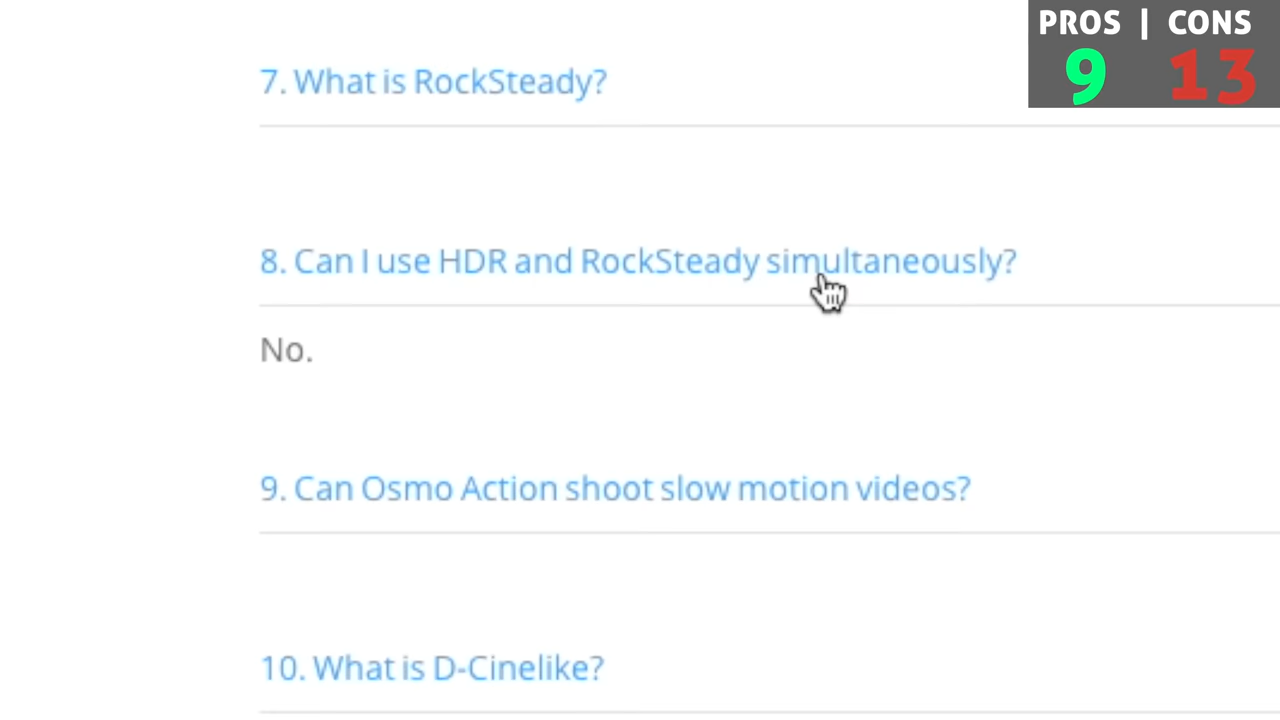 PROS | CONS
9 13
7. What is RockSteady?
8. Can I use HDR and RockSteady simultaneously?
No.
9. Can Osmo Action shoot slow motion videos?
10. What is D-Cinelike?